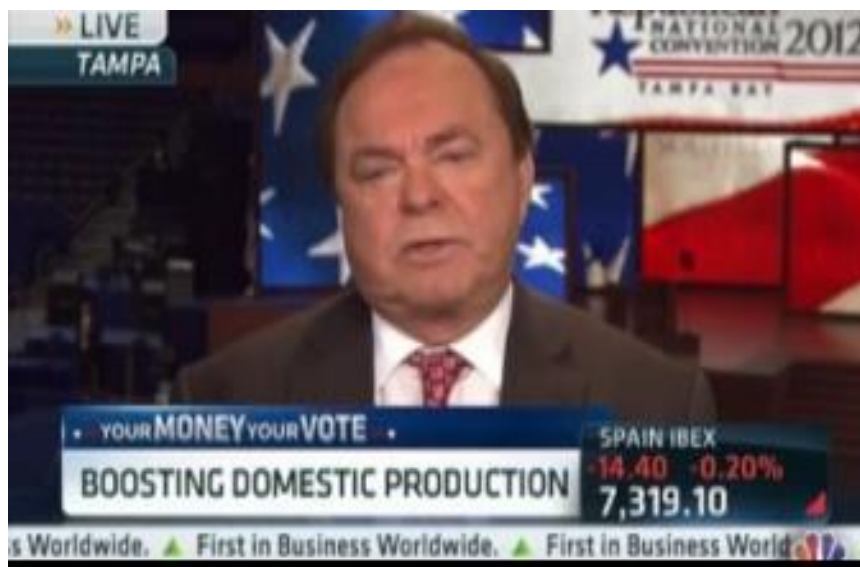 LIVE
TAMPA
Republican
NATIONAL
CONVENTION 2012
TAMPA BAY
YOUR MONEY YOUR VOTE
BOOSTING DOMESTIC PRODUCTION
SPAIN IBEX
-14.40 -0.20%
7,319.10
s Worldwide. First in Business Worldwide. First in Business World